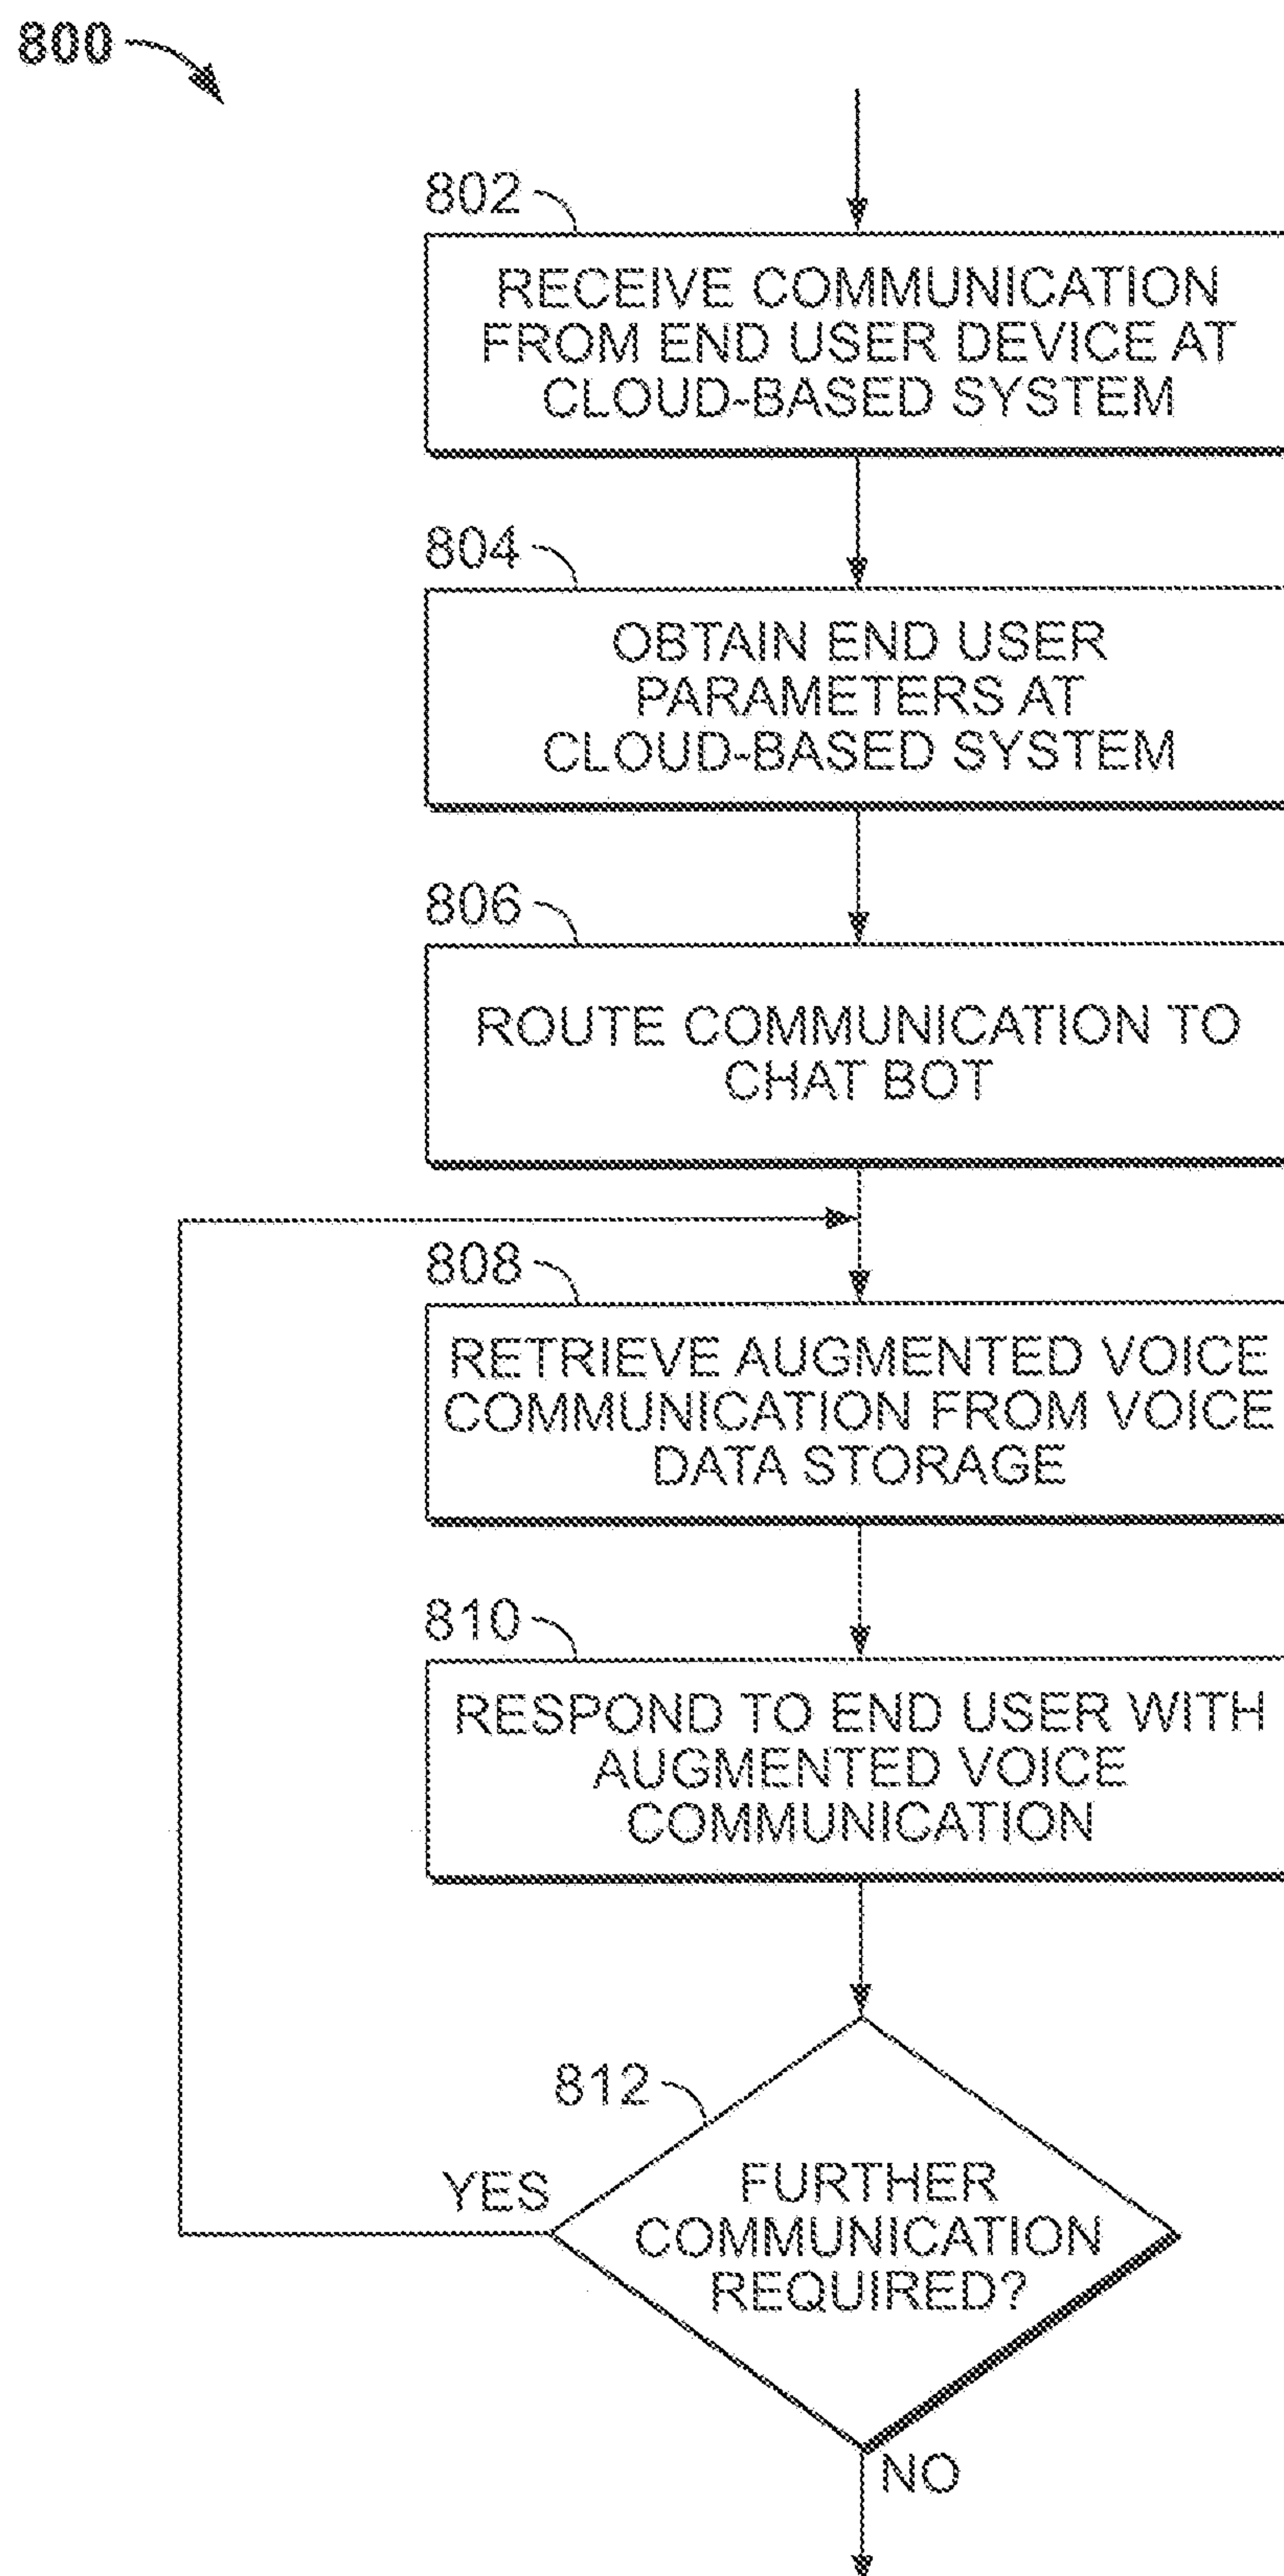 800
802
RECEIVE COMMUNICATION
FROM END USER DEVICE AT
CLOUD-BASED SYSTEM
804
OBTAIN END USER
PARAMETERS AT
CLOUD-BASED SYSTEM
806
ROUTE COMMUNICATION TO
CHAT BOT
808
RETRIEVE AUGMENTED VOICE
COMMUNICATION FROM VOICE
DATA STORAGE
810
RESPOND TO END USER WITH
AUGMENTED VOICE
COMMUNICATION
812
YES
FURTHER
COMMUNICATION
REQUIRED?
NO